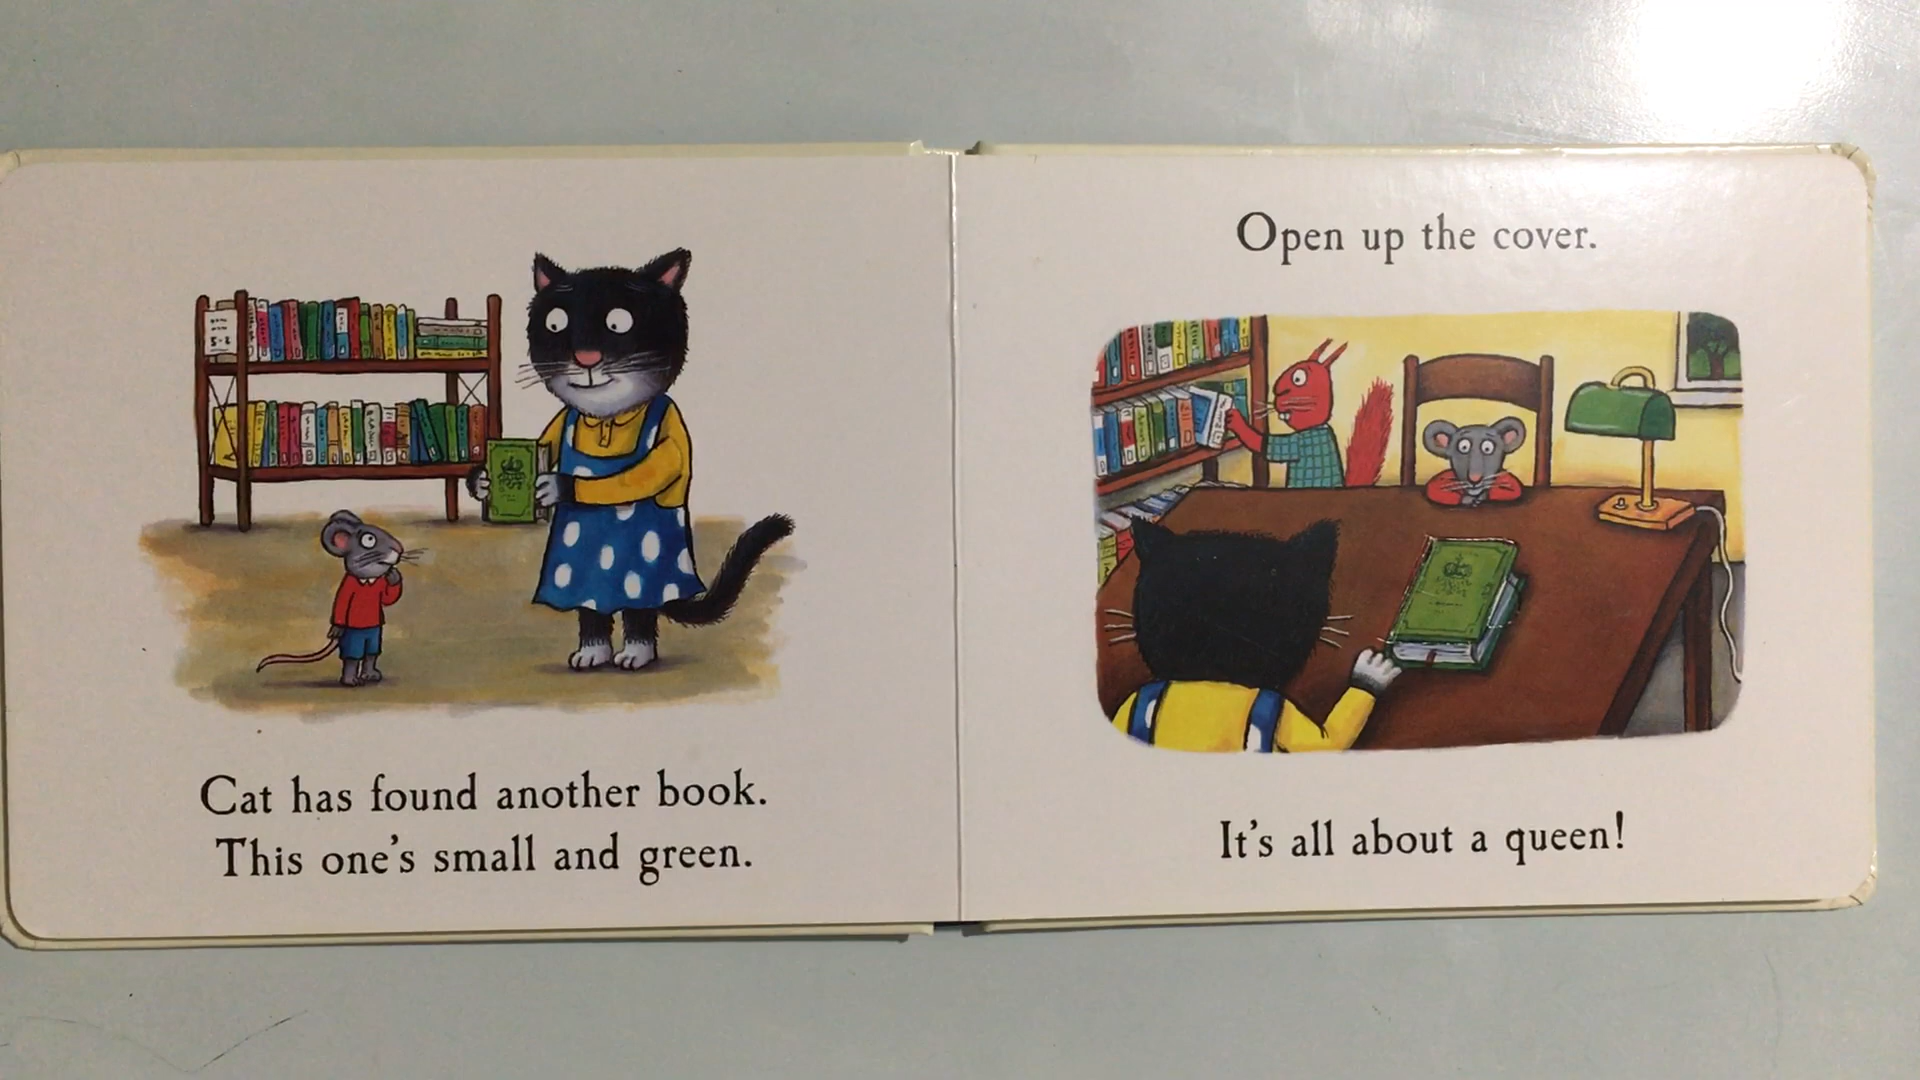 Cat has found another book.
This one's small and green.
Open up the cover.
It's all about a queen!